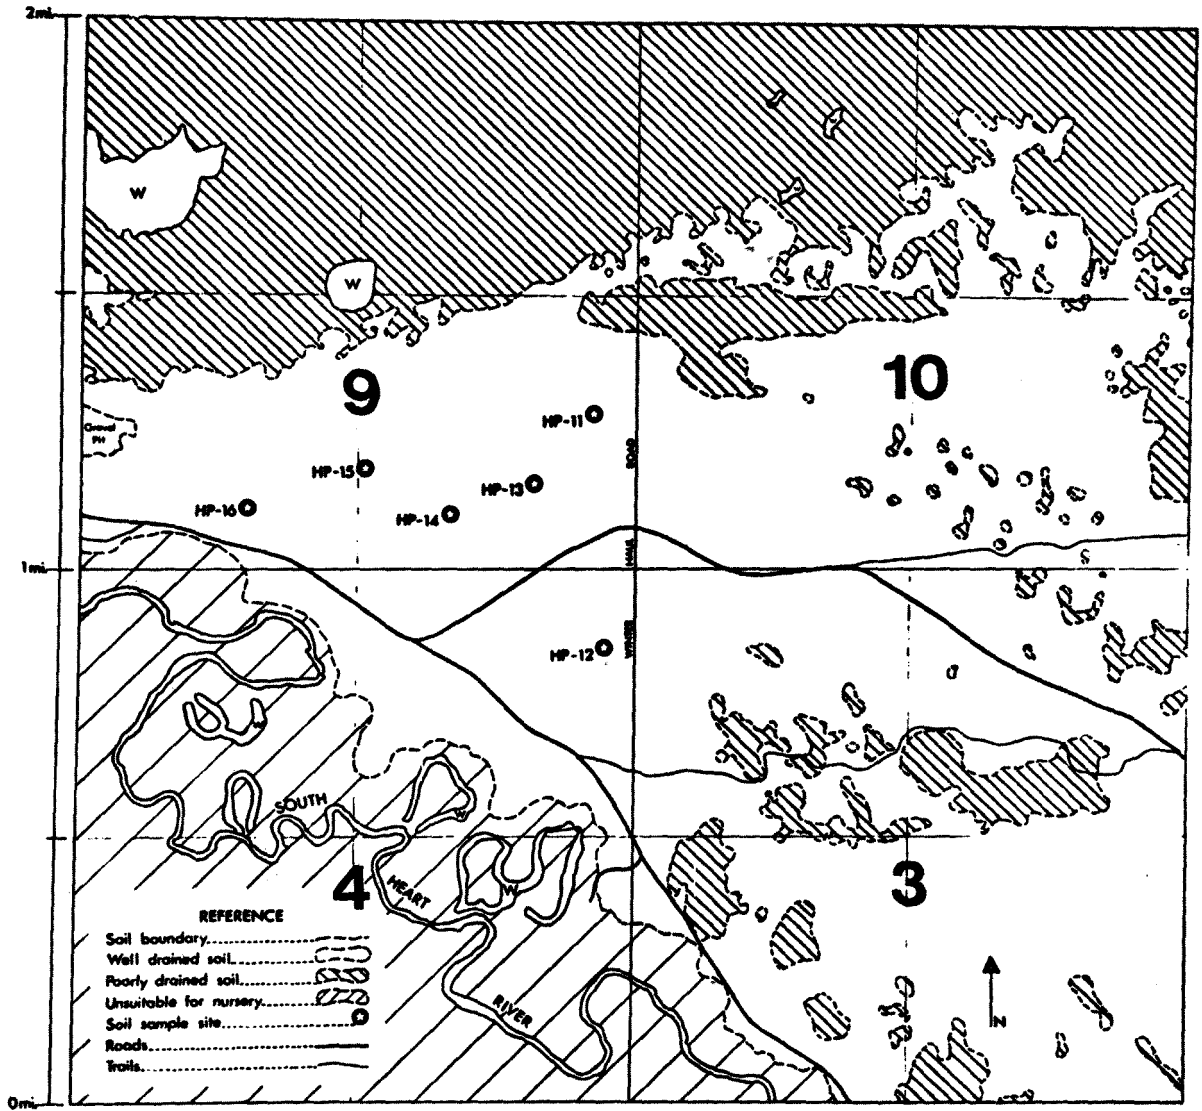 2mi.
W
W
9
10
Gravel
Pit
HP-11
HP-15
HP-13
HP-16
HP-14
ROAD
HAUL
WINTER
1mi.
HP-12
W
W
W
SOUTH
HEART
RIVER
4
3
N
REFERENCE
Soil boundary
Well drained soil
Poorly drained soil
Unsuitable for nursery
Soil sample site
Roads
Trails
0mi.